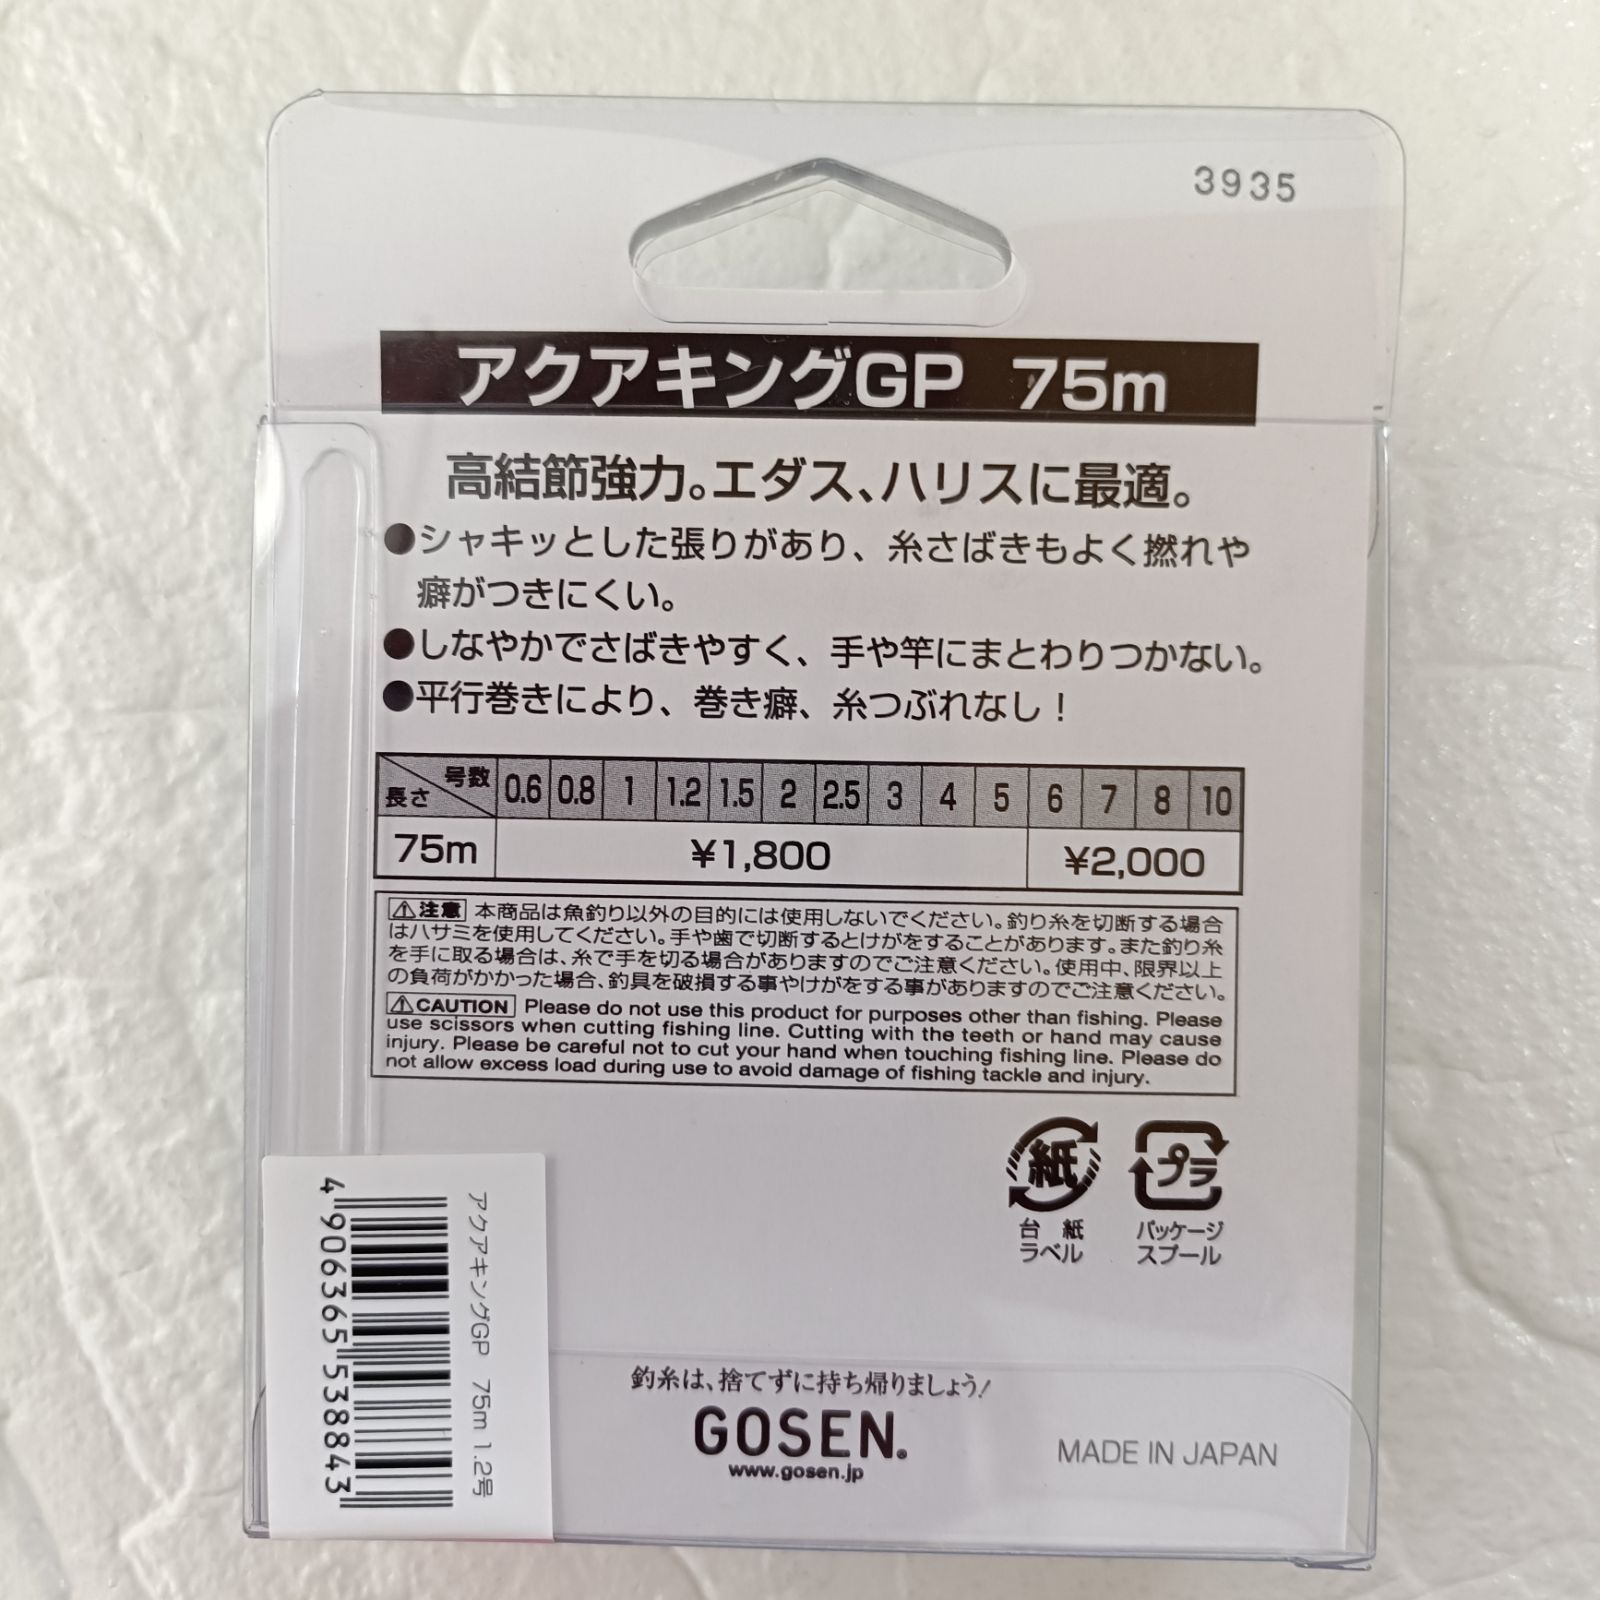 3935
アクアキングGP 75m
高結節強力。エダス、ハリスに最適。
●シャキッとした張りがあり、糸さばきもよく撚れや
癖がつきにくい。
●しなやかでさばきやすく、手や竿にまとわりつかない。
●平行巻きにより、巻き癖、糸つぶれなし！
号数 0.6 0.8 1 1.2 1.5 2 2.5 3 4 5 6 7 8 10
長さ
75m ¥1,800 ¥2,000
⚠注意 本商品は魚釣り以外の目的には使用しないでください。釣り糸を切断する場合
はハサミを使用してください。手や歯で切断するとけがをすることがあります。また釣り糸
を手に取る場合は、糸で手を切る場合がありますのでご注意ください。使用中、限界以上
の負荷がかかった場合、釣具を破損する事やけがをする事がありますのでご注意ください。
⚠CAUTION Please do not use this product for purposes other than fishing. Please
use scissors when cutting fishing line. Cutting with the teeth or hand may cause
injury. Please be careful not to cut your hand when touching fishing line. Please do
not allow excess load during use to avoid damage of fishing tackle and injury.
紙 プラ
台紙 パッケージ
ラベル スプール
アクアキングGP 75m 1.2号
4 906365 538843
釣糸は、捨てずに持ち帰りましょう！
GOSEN.
www.gosen.jp
MADE IN JAPAN